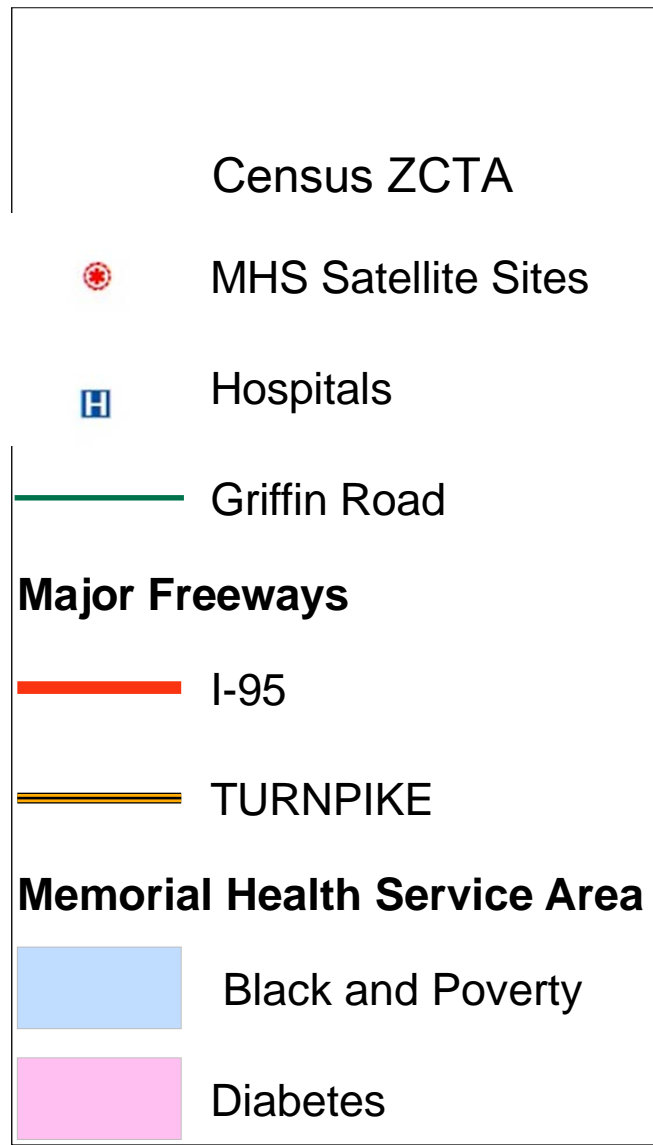 Census ZCTA
MHS Satellite Sites
H
Hospitals
Griffin Road
Major Freeways
I-95
TURNPIKE
Memorial Health Service Area
Black and Poverty
Diabetes